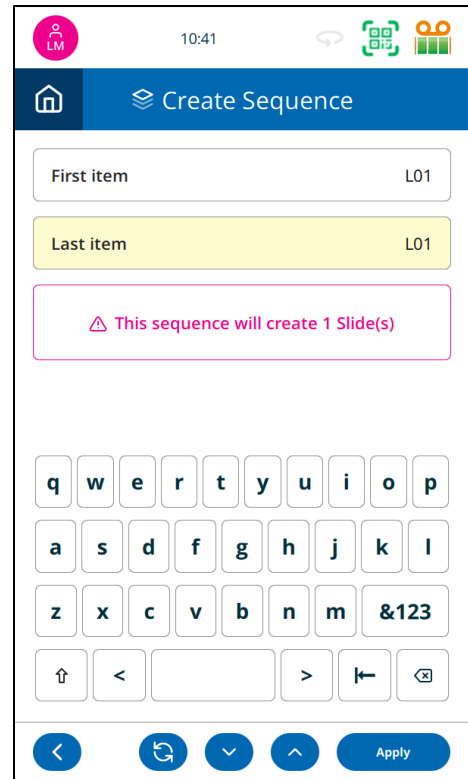 LM
10:41
Create Sequence
First item L01
Last item L01
This sequence will create 1 Slide(s)
q w e r t y u i o p
a s d f g h j k l
z x c v b n m &123
< >
Apply